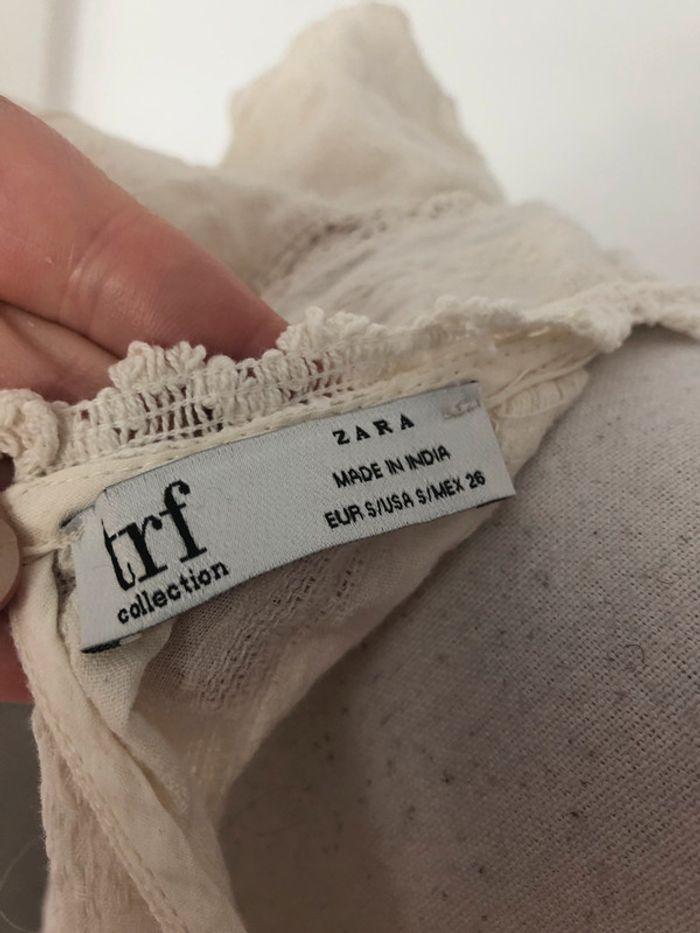 trf
collection
ZARA
MADE IN INDIA
EUR S/USA S/MEX 26